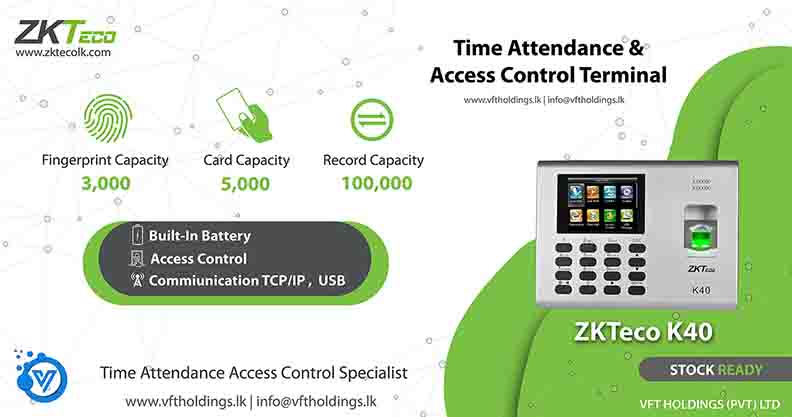 ZKTeco
www.zktecolk.com
Time Attendance &
Access Control Terminal
www.vftholdings.lk | info@vftholdings.lk
Fingerprint Capacity
3,000
Card Capacity
5,000
Record Capacity
100,000
Built-In Battery
Access Control
Commiunication TCP/IP , USB
ZKTeco
K40
ZKTeco K40
STOCK READY
Time Attendance Access Control Specialist
www.vftholdings.lk | info@vftholdings.lk
VFT HOLDINGS (PVT) LTD